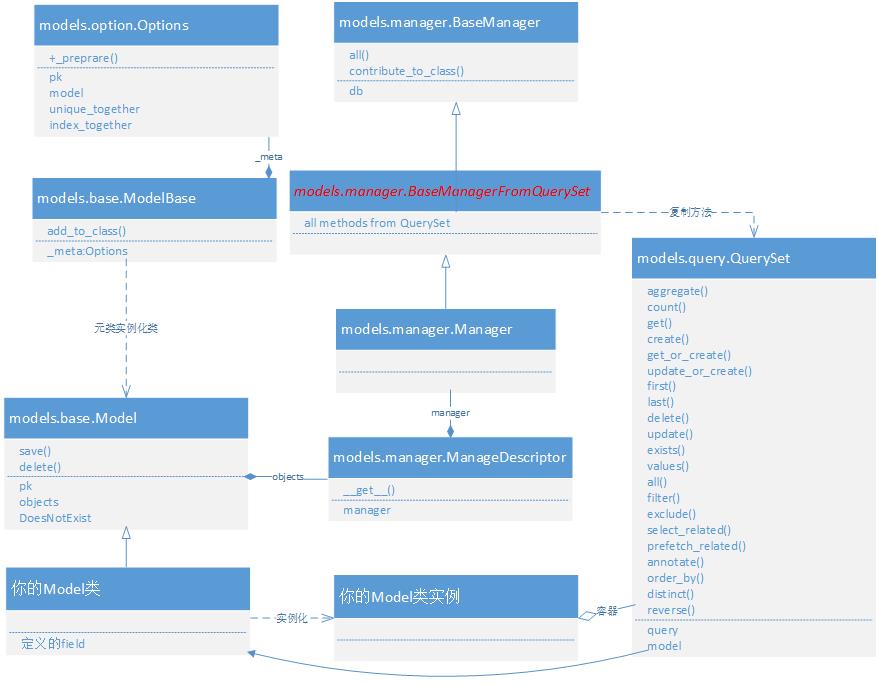 models.option.Options
+_preprare()
pk
model
unique_together
index_together
_meta
models.base.ModelBase
add_to_class()
_meta:Options
元类实例化类
models.base.Model
save()
delete()
pk
objects
DoesNotExist
你的Model类
定义的field
models.manager.BaseManager
all()
contribute_to_class()
db
models.manager.BaseManagerFromQuerySet
all methods from QuerySet
复制方法
models.manager.Manager
manager
models.manager.ManageDescriptor
__get__()
manager
objects
实例化
你的Model类实例
容器
models.query.QuerySet
aggregate()
count()
get()
create()
get_or_create()
update_or_create()
first()
last()
delete()
update()
exists()
values()
all()
filter()
exclude()
select_related()
prefetch_related()
annotate()
order_by()
distinct()
reverse()
query
model